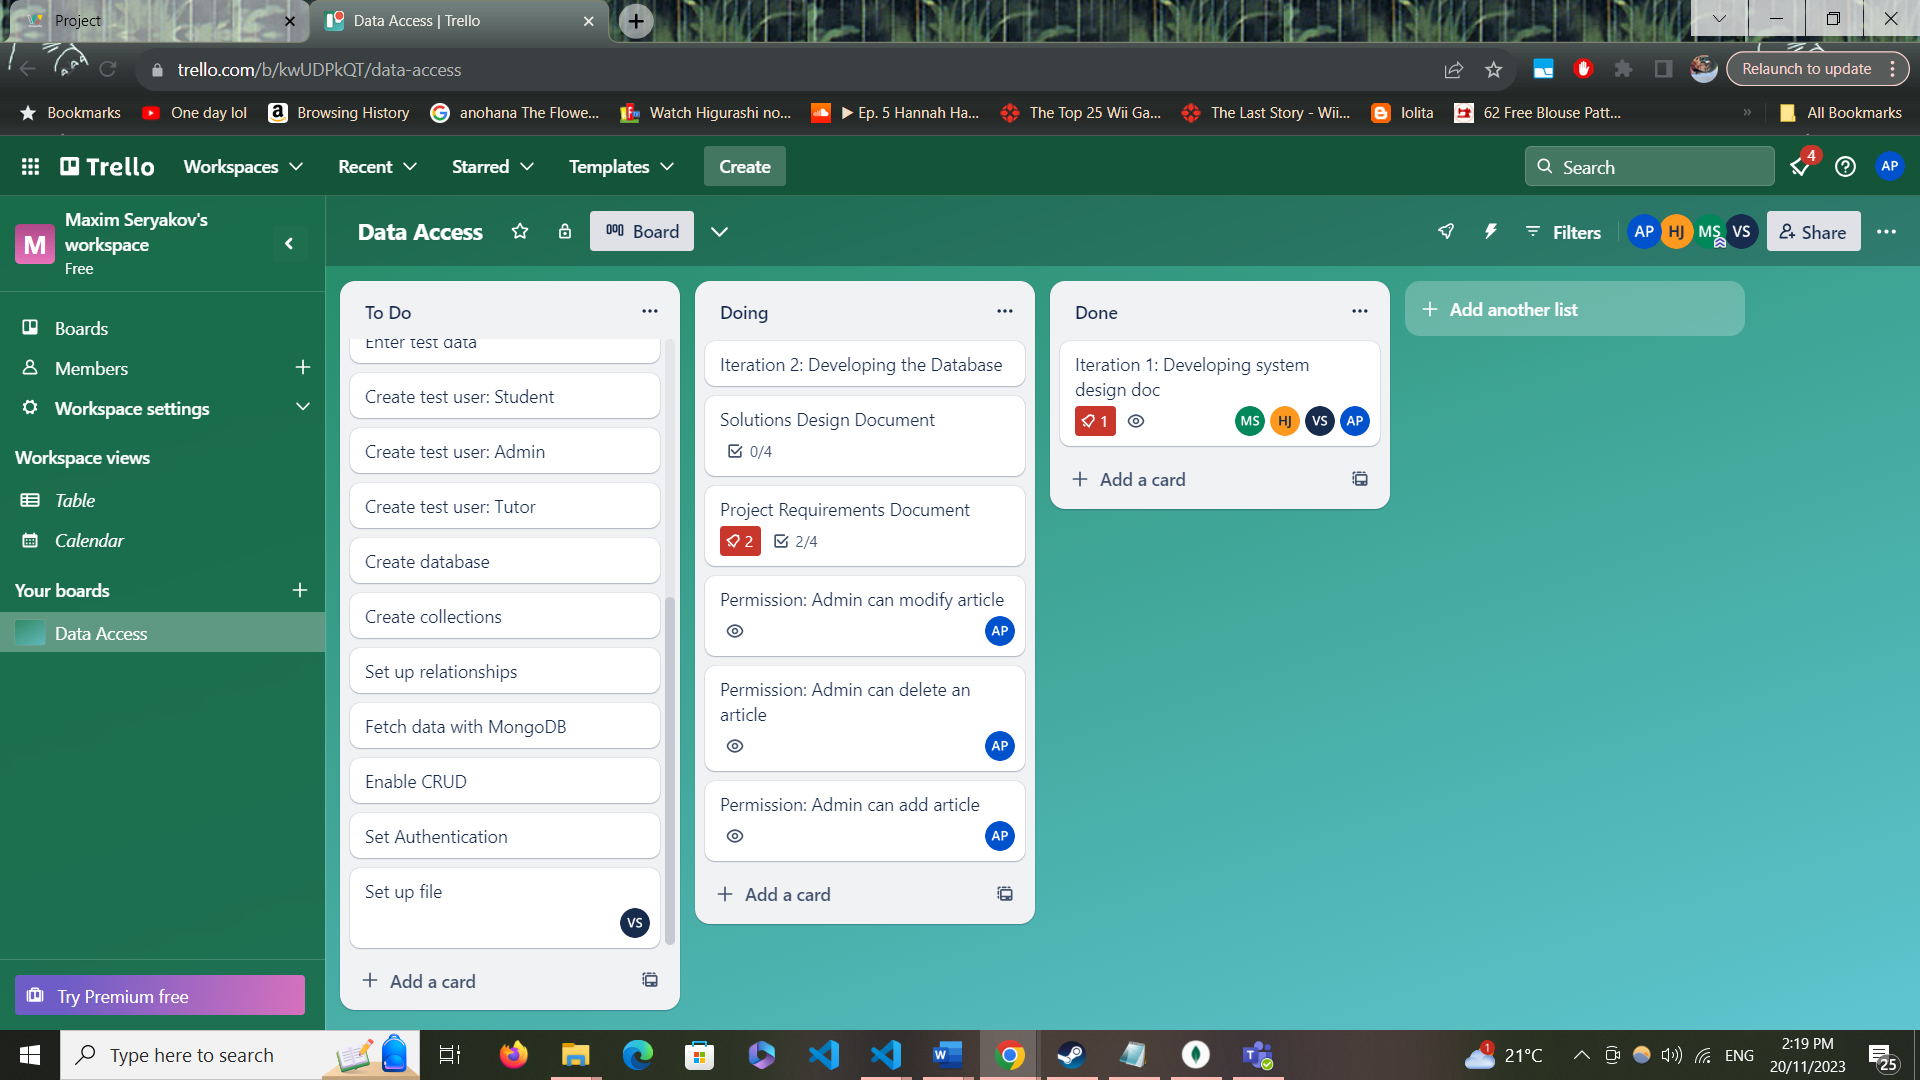 Project
Data Access | Trello
trello.com/b/kwUDPkQT/data-access
Relaunch to update
Bookmarks
One day lol
Browsing History
anohana The Flowe...
Watch Higurashi no...
▶ Ep. 5 Hannah Ha...
The Top 25 Wii Ga...
The Last Story - Wii...
lolita
62 Free Blouse Patt...
»
All Bookmarks
Trello
Workspaces
Recent
Starred
Templates
Create
Search
4
AP
M
Maxim Seryakov's
workspace
Free
Data Access
Board
Filters
AP
HJ
MS
VS
Share
Boards
Members
Workspace settings
Workspace views
Table
Calendar
Your boards
Data Access
Try Premium free
To Do
Enter test data
Create test user: Student
Create test user: Admin
Create test user: Tutor
Create database
Create collections
Set up relationships
Fetch data with MongoDB
Enable CRUD
Set Authentication
Set up file
VS
Add a card
Doing
Iteration 2: Developing the Database
Solutions Design Document
0/4
Project Requirements Document
2
2/4
Permission: Admin can modify article
AP
Permission: Admin can delete an
article
AP
Permission: Admin can add article
AP
Add a card
Done
Iteration 1: Developing system
design doc
1
MS
HJ
VS
AP
Add a card
Add another list
Type here to search
1
21°C
ENG
2:19 PM
20/11/2023
25